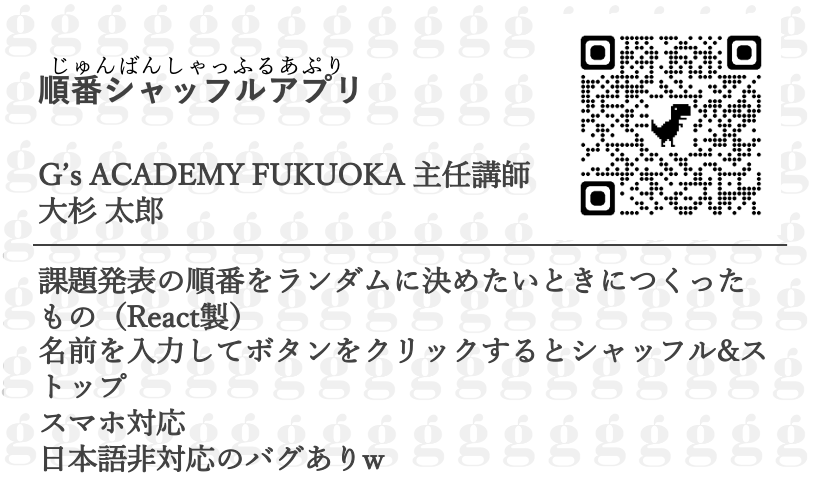 じゅんばんしゃっふるあぷり
順番シャッフルアプリ
G’s ACADEMY FUKUOKA 主任講師
大杉 太郎
課題発表の順番をランダムに決めたいときにつくった
もの（React製）
名前を入力してボタンをクリックするとシャッフル&ス
トップ
スマホ対応
日本語非対応のバグありw